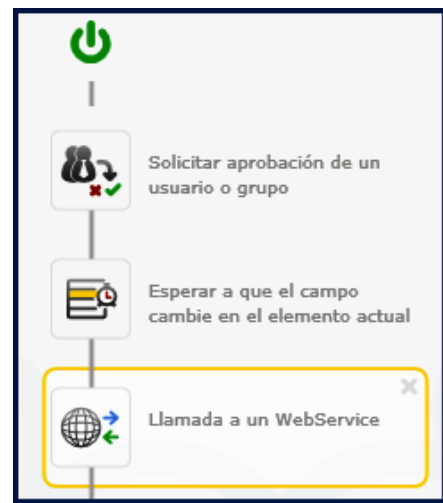 Solicitar aprobación de un
usuario o grupo
Esperar a que el campo
cambie en el elemento actual
Llamada a un WebService